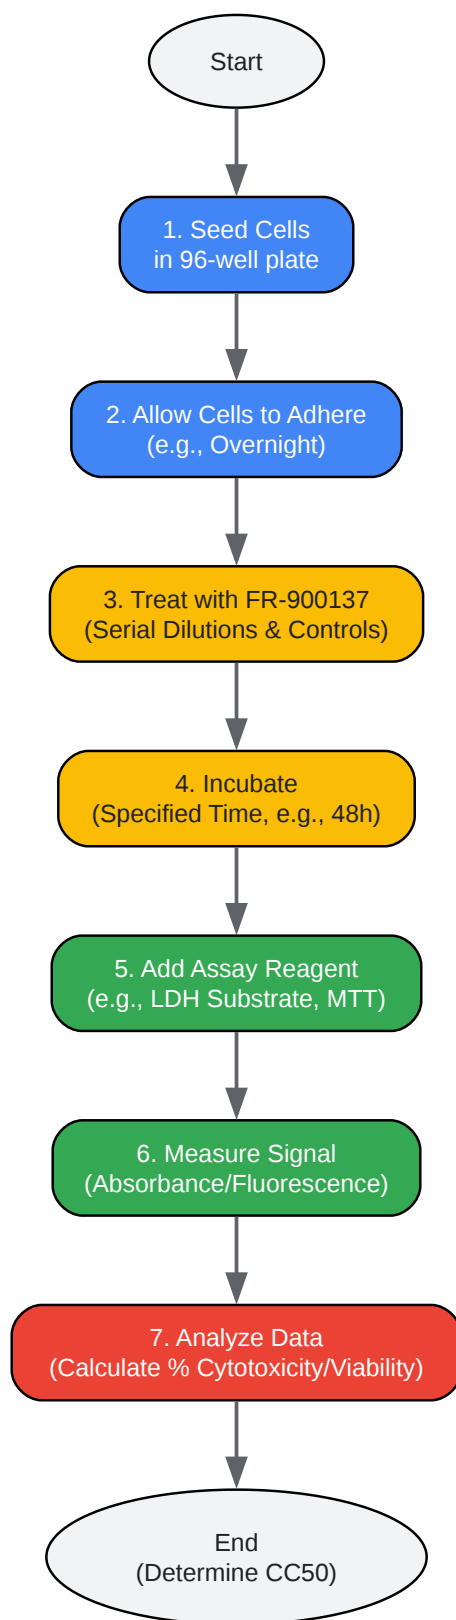 Start
1. Seed Cells
in 96-well plate
2. Allow Cells to Adhere
(e.g., Overnight)
3. Treat with FR-900137
(Serial Dilutions & Controls)
4. Incubate
(Specified Time, e.g., 48h)
5. Add Assay Reagent
(e.g., LDH Substrate, MTT)
6. Measure Signal
(Absorbance/Fluorescence)
7. Analyze Data
(Calculate % Cytotoxicity/Viability)
End
(Determine CC50)